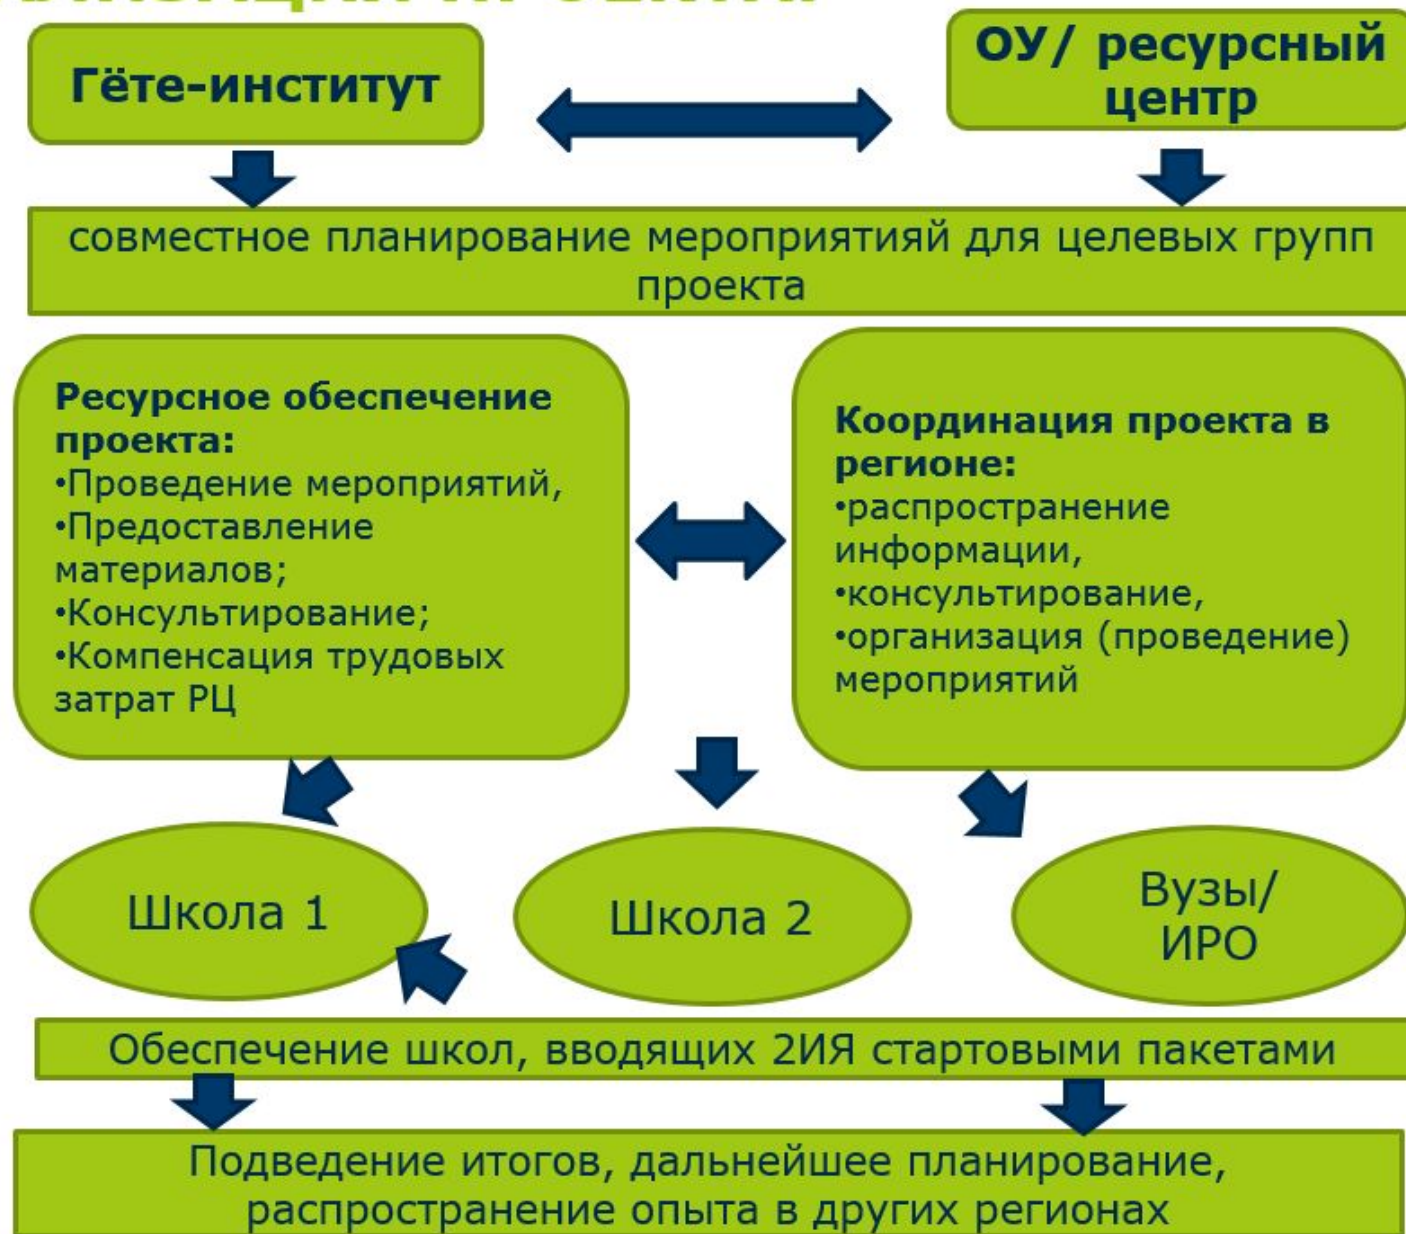 Гёте-институт
ОУ/ ресурсный
центр
совместное планирование мероприятияй для целевых групп
проекта
Ресурсное обеспечение
проекта:
•Проведение мероприятий,
•Предоставление
материалов;
•Консультирование;
•Компенсация трудовых
затрат РЦ
Координация проекта в
регионе:
•распространение
информации,
•консультирование,
•организация (проведение)
мероприятий
Школа 1
Школа 2
Вузы/
ИРО
Обеспечение школ, вводящих 2ИЯ стартовыми пакетами
Подведение итогов, дальнейшее планирование,
распространение опыта в других регионах